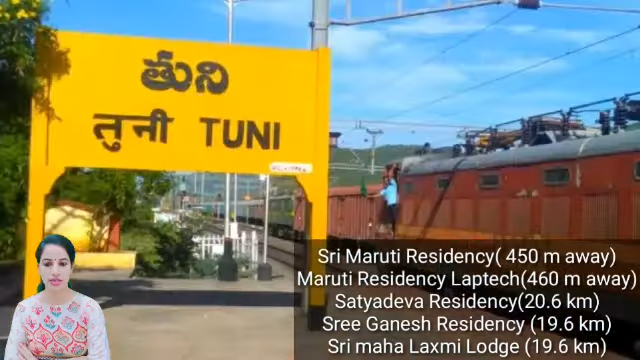 తుని
तुनी TUNI
Sri Maruti Residency( 450 m away)
Maruti Residency Laptech(460 m away)
Satyadeva Residency(20.6 km)
Sree Ganesh Residency (19.6 km)
Sri maha Laxmi Lodge (19.6 km)